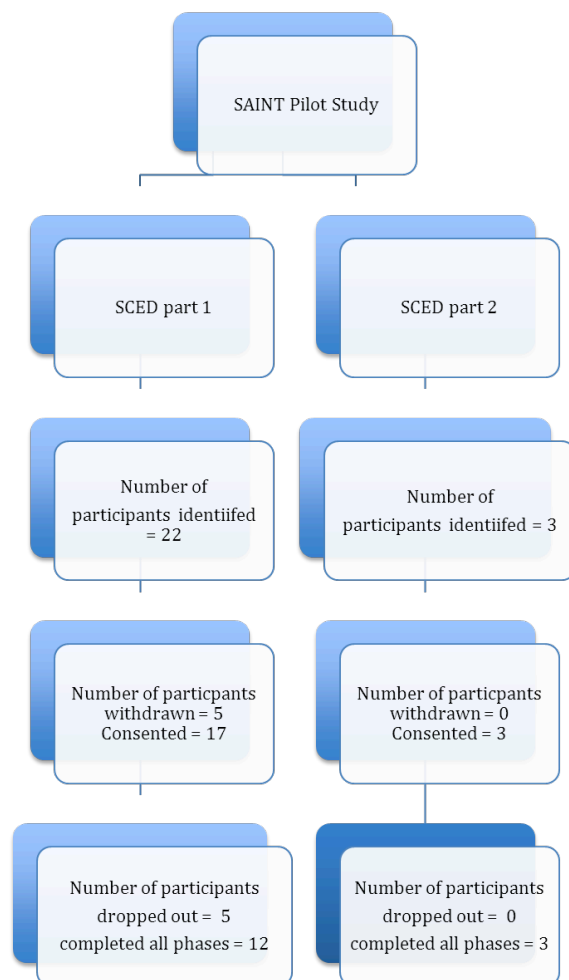 SAINT Pilot Study
SCED part 1
SCED part 2
Number of
participants identiifed
= 22
Number of
participants identiifed = 3
Number of particpants
withdrawn = 5
Consented = 17
Number of particpants
withdrawn = 0
Consented = 3
Number of participants
dropped out = 5
completed all phases = 12
Number of participants
dropped out = 0
completed all phases = 3